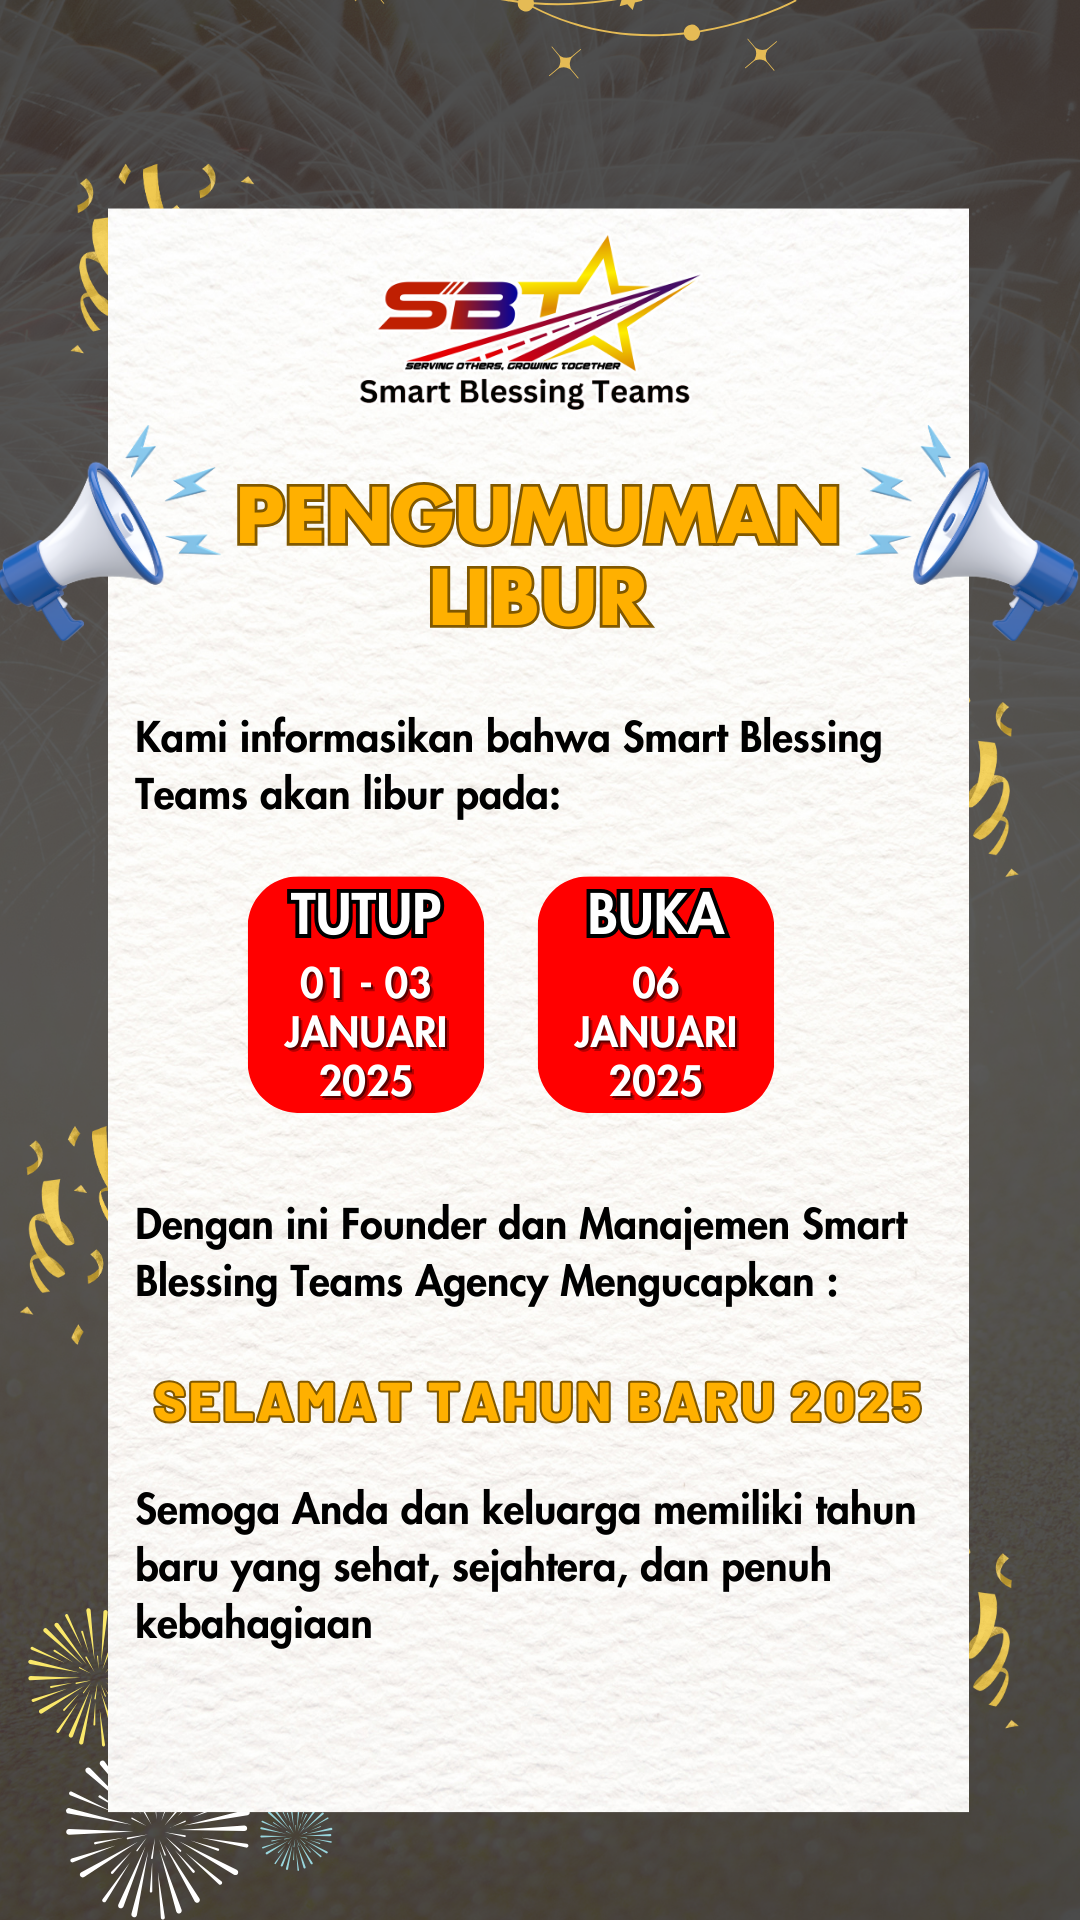 SBT
SERVING OTHERS, GROWING TOGETHER
Smart Blessing Teams
PENGUMUMAN
LIBUR
Kami informasikan bahwa Smart Blessing
Teams akan libur pada:
TUTUP
01 - 03
JANUARI
2025
BUKA
06
JANUARI
2025
Dengan ini Founder dan Manajemen Smart
Blessing Teams Agency Mengucapkan :
SELAMAT TAHUN BARU 2025
Semoga Anda dan keluarga memiliki tahun
baru yang sehat, sejahtera, dan penuh
kebahagiaan